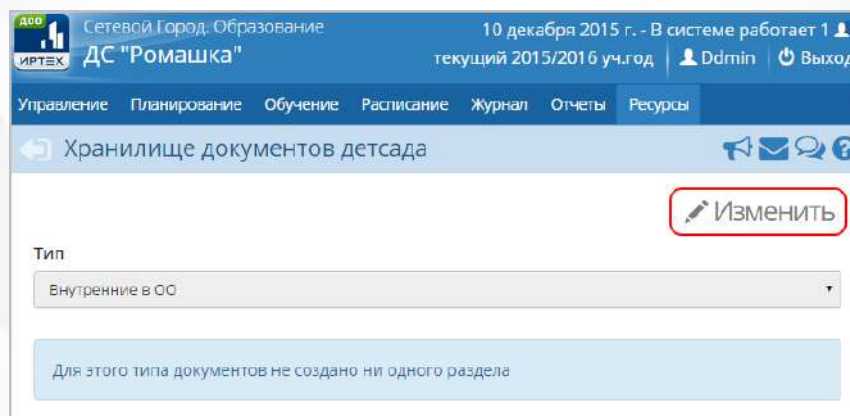 ДОО
ИРТЕХ
Сетевой Город. Образование
ДС "Ромашка"
10 декабря 2015 г. - В системе работает 1
текущий 2015/2016 уч.год Ddmin Выход
Управление Планирование Обучение Расписание Журнал Отчеты Ресурсы
Хранилище документов детсада
Изменить
Тип
Внутренние в ОО
Для этого типа документов не создано ни одного раздела